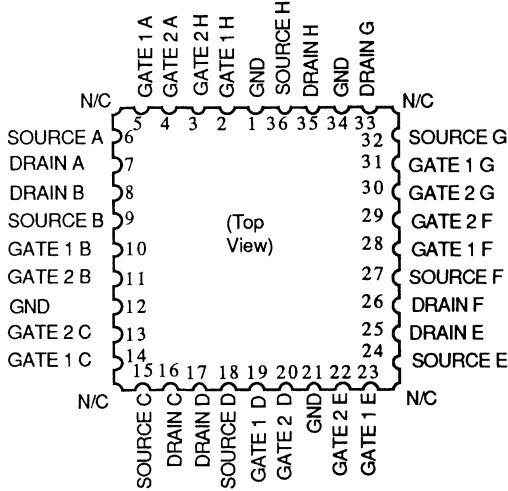 GATE 1 A
GATE 2 A
GATE 2 H
GATE 1 H
GND
SOURCE H
DRAIN H
GND
DRAIN G
N/C
N/C
5 4 3 2 1 36 35 34 33
SOURCE A 6
DRAIN A 7
DRAIN B 8
SOURCE B 9
GATE 1 B 10
GATE 2 B 11
GND 12
GATE 2 C 13
GATE 1 C 14
(Top
View)
32 SOURCE G
31 GATE 1 G
30 GATE 2 G
29 GATE 2 F
28 GATE 1 F
27 SOURCE F
26 DRAIN F
25 DRAIN E
24 SOURCE E
15 16 17 18 19 20 21 22 23
N/C
N/C
SOURCE C
DRAIN C
DRAIN D
SOURCE D
GATE 1 D
GATE 2 D
GND
GATE 2 E
GATE 1 E